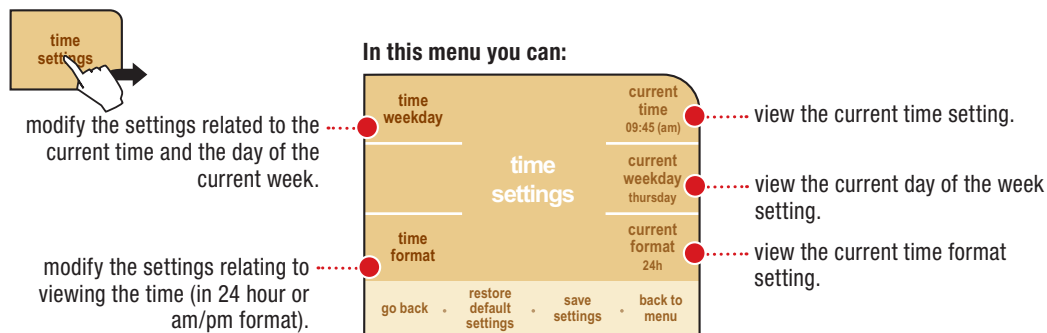 time
settings
In this menu you can:
modify the settings related to the
current time and the day of the
current week.
modify the settings relating to
viewing the time (in 24 hour or
am/pm format).
time
weekday
time
format
time
settings
current
time
09:45 (am)
current
weekday
thursday
current
format
24h
go back • restore default settings • save settings • back to menu
view the current time setting.
view the current day of the week
setting.
view the current time format
setting.